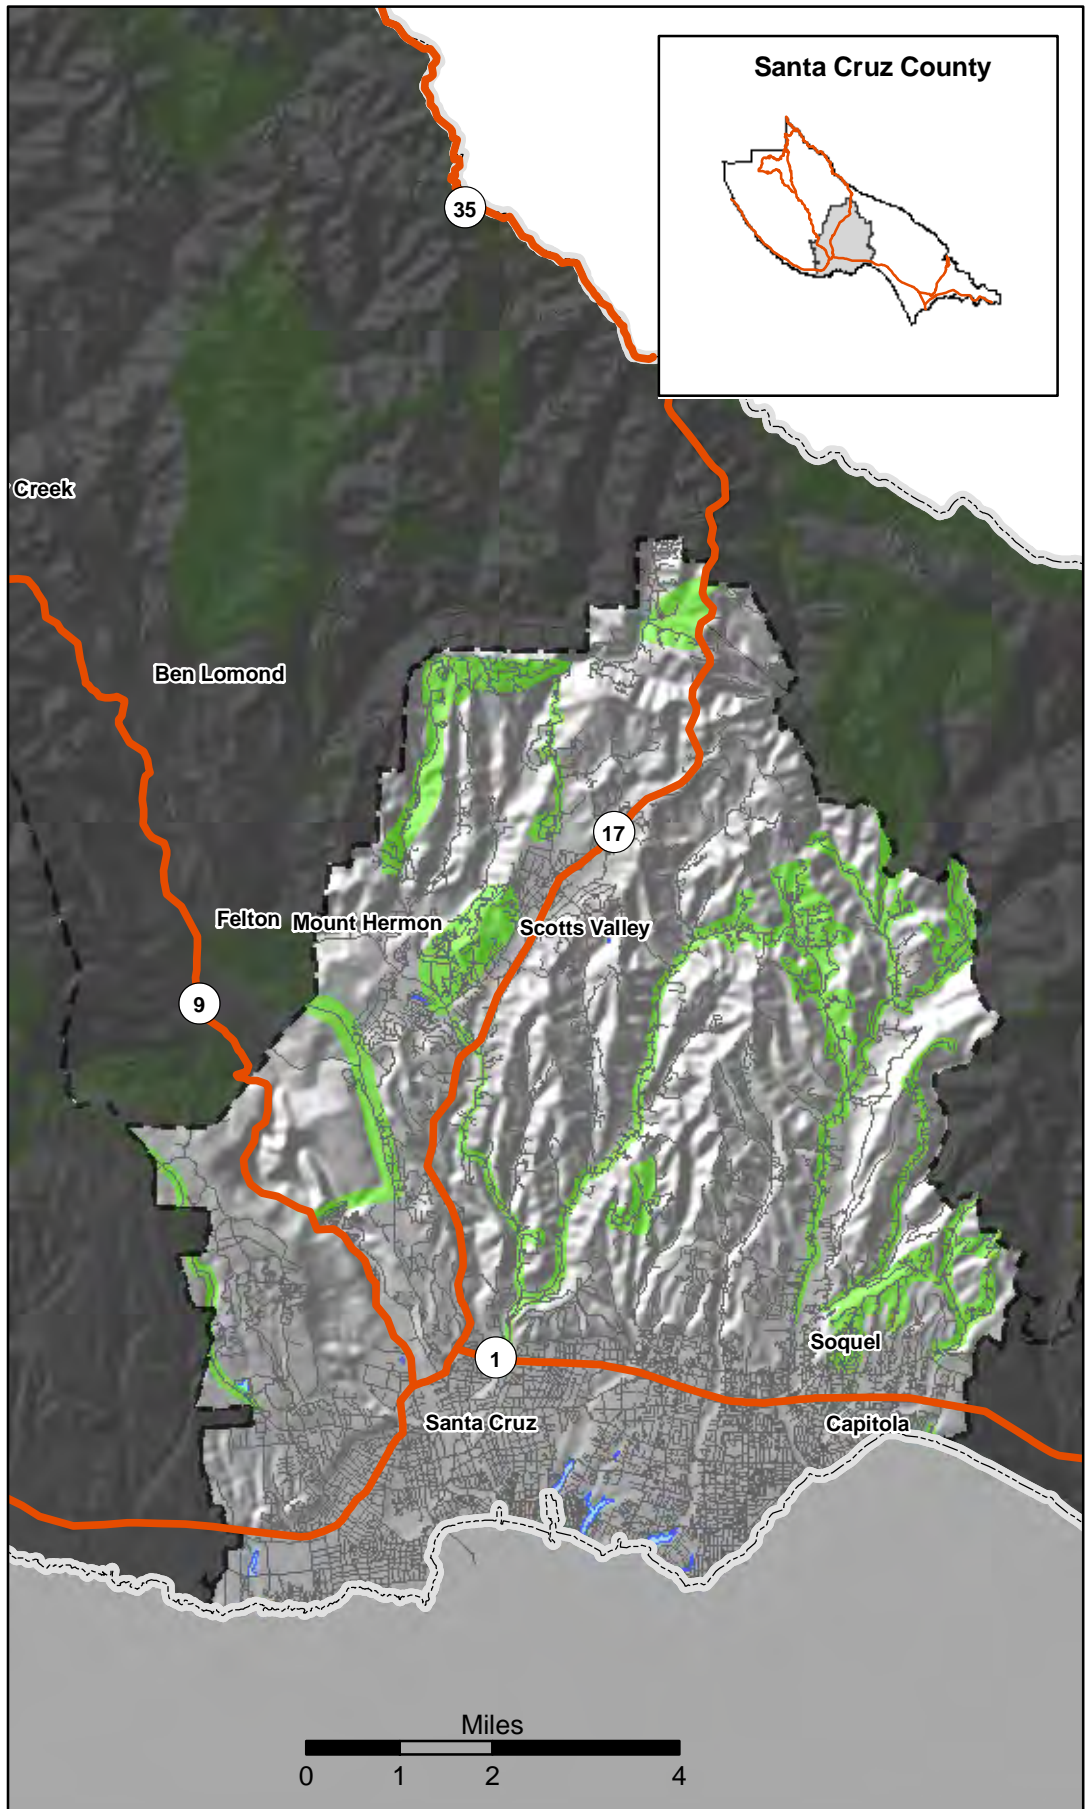 Santa Cruz County
35
Creek
Ben Lomond
17
Felton
Mount Hermon
Scotts Valley
9
Soquel
1
Santa Cruz
Capitola
Miles
0 1 2 4